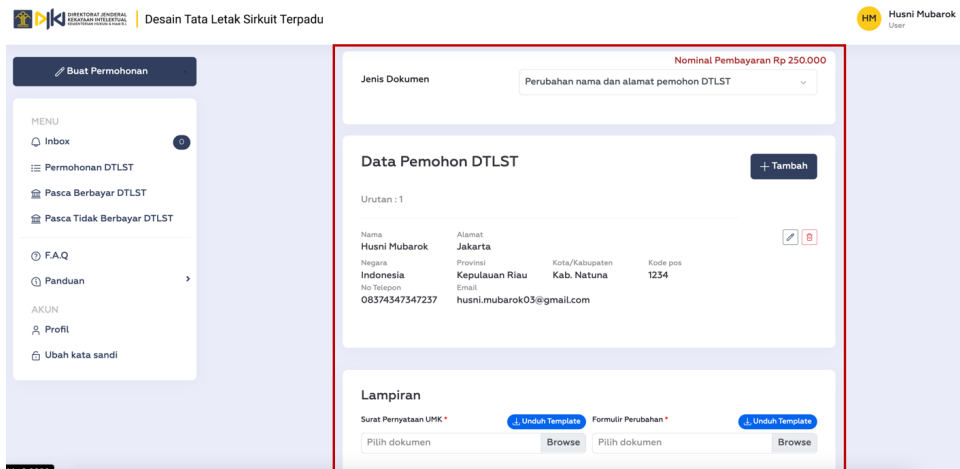 DIREKTORAT JENDERAL
KEKAYAAN INTELEKTUAL
Desain Tata Letak Sirkuit Terpadu
HM
Husni Mubarok
User
Buat Permohonan
MENU
Inbox
0
Permohonan DTLST
Pasca Berbayar DTLST
Pasca Tidak Berbayar DTLST
F.A.Q
Panduan
AKUN
Profil
Ubah kata sandi
Nominal Pembayaran Rp 250.000
Jenis Dokumen
Perubahan nama dan alamat pemohon DTLST
Data Pemohon DTLST
+ Tambah
Urutan : 1
Nama Alamat
Husni Mubarok Jakarta
Negara Provinsi Kota/Kabupaten Kode pos
Indonesia Kepulauan Riau Kab. Natuna 1234
No Telepon Email
08374347347237 husni.mubarok03@gmail.com
Lampiran
Surat Pernyataan UMK * Unduh Template Formulir Perubahan * Unduh Template
Pilih dokumen Browse Pilih dokumen Browse